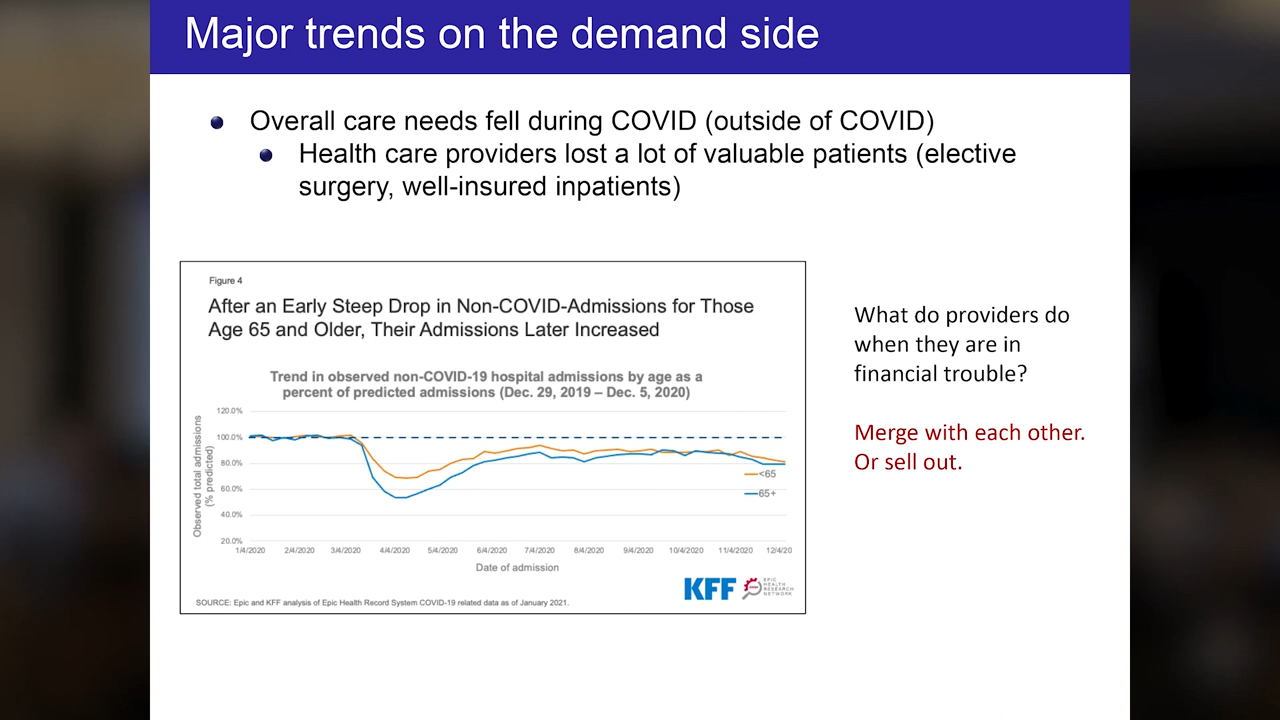 Major trends on the demand side
Overall care needs fell during COVID (outside of COVID)
Health care providers lost a lot of valuable patients (elective
surgery, well-insured inpatients)
Figure 4
After an Early Steep Drop in Non-COVID-Admissions for Those
Age 65 and Older, Their Admissions Later Increased
Trend in observed non-COVID-19 hospital admissions by age as a
percent of predicted admissions (Dec. 29, 2019 – Dec. 5, 2020)
Observed total admissions
(% predicted)
120.0%
100.0%
80.0%
60.0%
40.0%
20.0%
<65
65+
1/4/2020 2/4/2020 3/4/2020 4/4/2020 5/4/2020 6/4/2020 7/4/2020 8/4/2020 9/4/2020 10/4/2020 11/4/2020 12/4/20
Date of admission
KFF
EPIC
HEALTH
RESEARCH
NETWORK
SOURCE: Epic and KFF analysis of Epic Health Record System COVID-19 related data as of January 2021.
What do providers do
when they are in
financial trouble?
Merge with each other.
Or sell out.